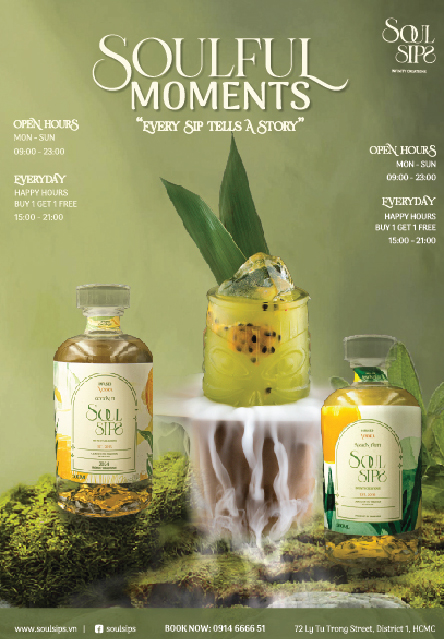 SOULFUL
MOMENTS
"EVERY SIP TELLS A STORY"
SOUL
SIPS
INFINITY CREATIONS
OPEN HOURS
MON - SUN
09:00 - 23:00
EVERYDAY
HAPPY HOURS
BUY 1 GET 1 FREE
15:00 - 21:00
OPEN HOURS
MON - SUN
09:00 - 23:00
EVERYDAY
HAPPY HOURS
BUY 1 GET 1 FREE
15:00 - 21:00
SOUL
SIPS
SOUL
SIPS
www.soulsips.vn | soulsips BOOK NOW: 0914 6666 51 72 Ly Tu Trong Street, District 1, HCMC